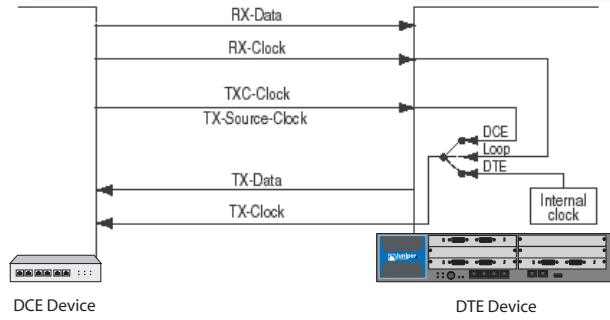 RX-Data
RX-Clock
TXC-Clock
TX-Source-Clock
DCE
Loop
DTE
TX-Data
TX-Clock
Internal
clock
Juniper
DCE Device
DTE Device